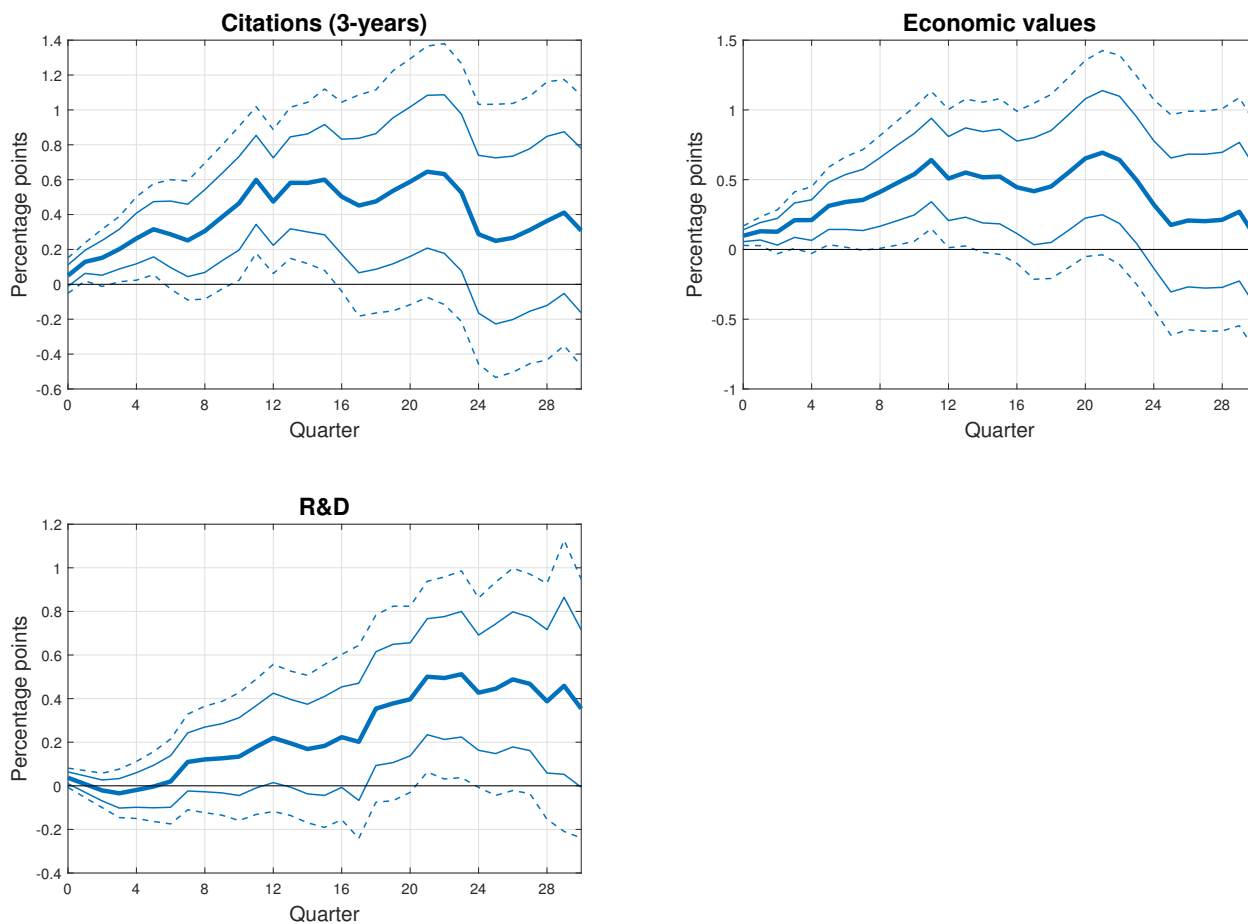 Citations (3-years)
Percentage points
1.4
1.2
1
0.8
0.6
0.4
0.2
0
-0.2
-0.4
-0.6
0 4 8 12 16 20 24 28
Quarter
Economic values
Percentage points
1.5
1
0.5
0
-0.5
-1
0 4 8 12 16 20 24 28
Quarter
R&D
Percentage points
1.2
1
0.8
0.6
0.4
0.2
0
-0.2
-0.4
0 4 8 12 16 20 24 28
Quarter